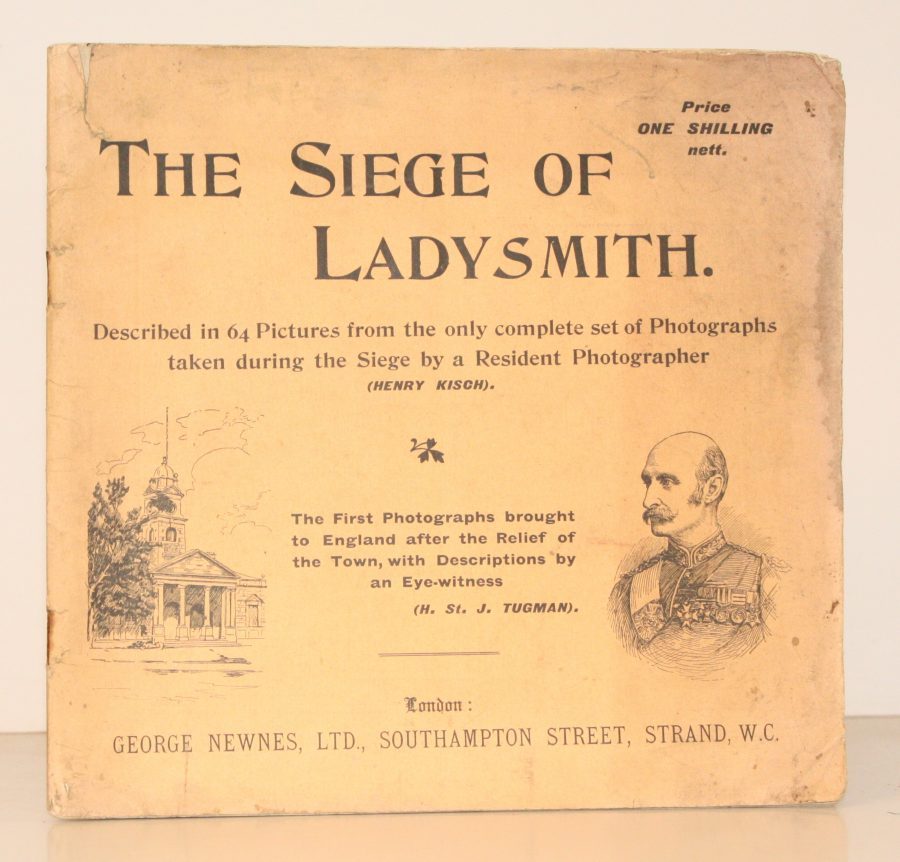 Price
ONE SHILLING
nett.
THE SIEGE OF
LADYSMITH.
Described in 64 Pictures from the only complete set of Photographs
taken during the Siege by a Resident Photographer
(HENRY KISCH).
The First Photographs brought
to England after the Relief of
the Town, with Descriptions by
an Eye-witness
(H. St. J. TUGMAN).
London:
GEORGE NEWNES, LTD., SOUTHAMPTON STREET, STRAND, W.C.